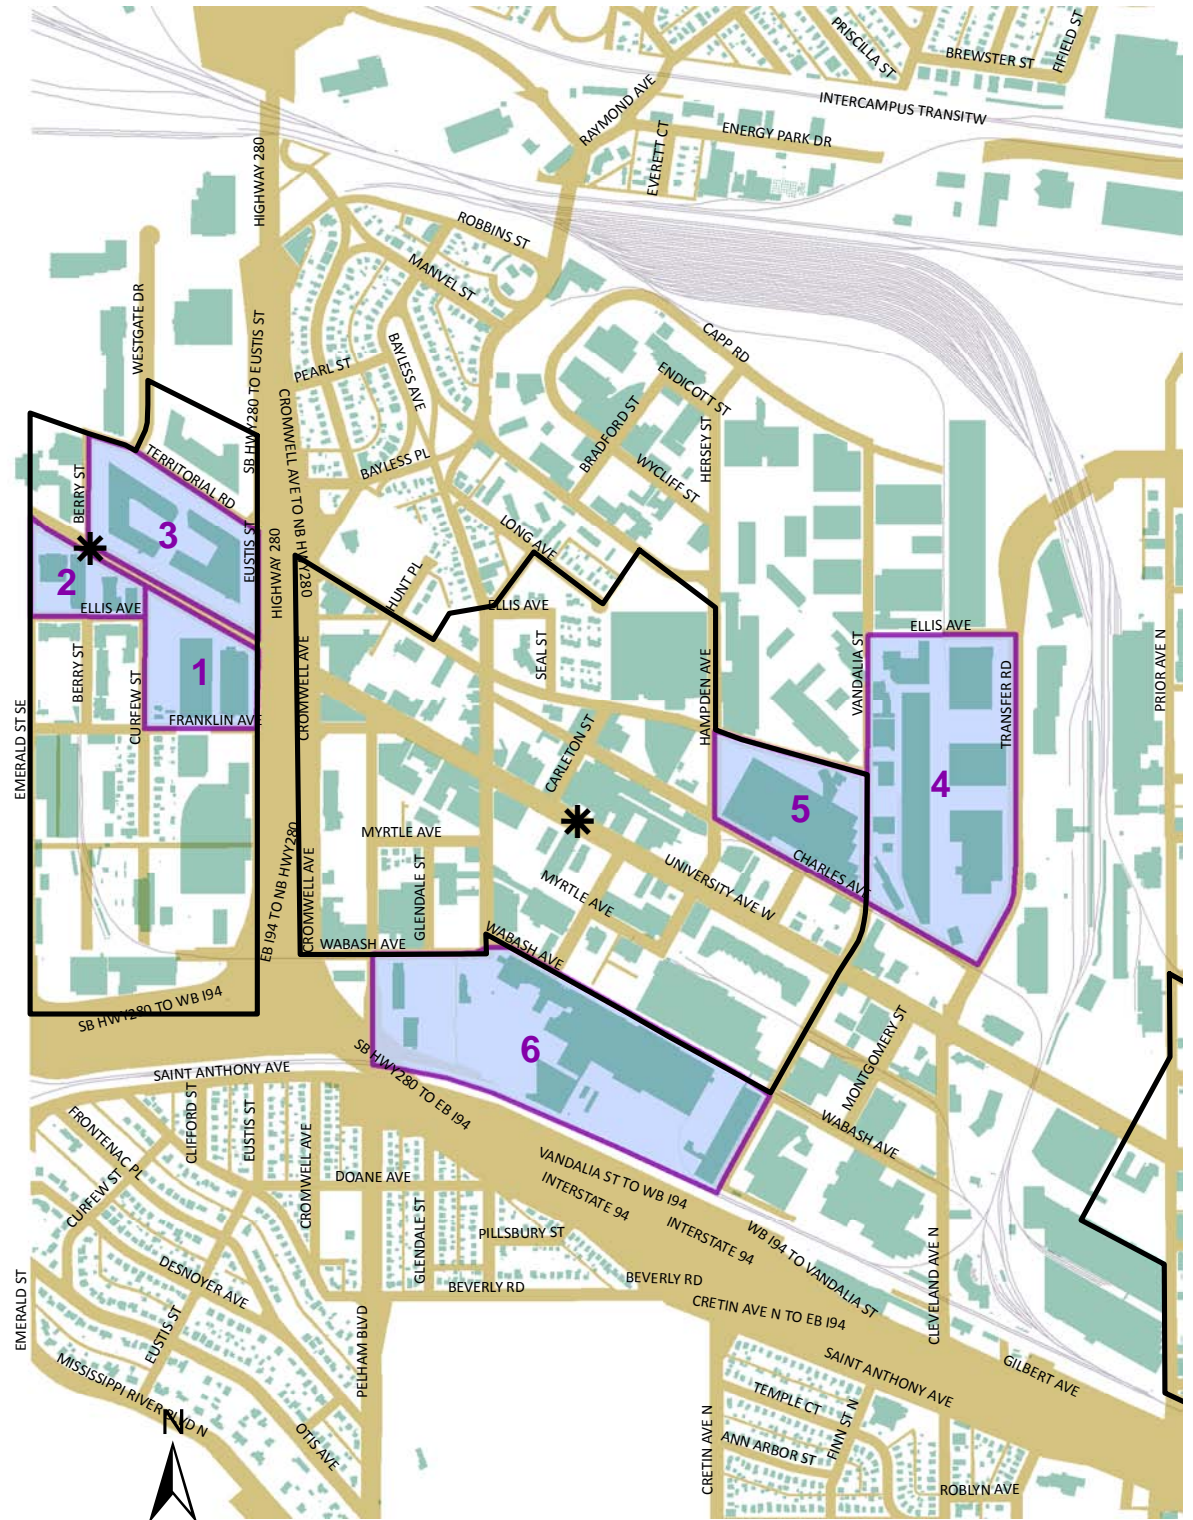 PRISCILLA ST
BREWSTER ST
FIFIELD ST
INTERCAMPUS TRANSITW
RAYMOND AVE
ENERGY PARK DR
EVERETT CT
HIGHWAY 280
ROBBINS ST
MANVEL ST
WESTGATE DR
SB HWY280 TO EUSTIS ST
CAPP RD
PEARL ST
BAYLESS AVE
ENDICOTT ST
BRADFORD ST
HERSEY ST
CROMWELL AVE TO NB HWY280
BAYLESS PL
WYCLIFF ST
TERRITORIAL RD
BERRY ST
3
LONG AVE
EUSTIS ST
HIGHWAY 280
2
HUNT PL
ELLIS AVE
ELLIS AVE
ELLIS AVE
SEAL ST
BERRY ST
CURFEW ST
1
FRANKLIN AVE
CROMWELL AVE
HAMPDEN AVE
VANDALIA ST
TRANSFER RD
PRIOR AVE N
EMERALD ST SE
CARLETON ST
4
5
MYRTLE AVE
GLENDALE ST
CHARLES AVE
UNIVERSITY AVE W
MYRTLE AVE
EB I94 TO NB HWY280
CROMWELL AVE
WABASH AVE
WABASH AVE
SB HWY280 TO WB I94
6
SB HWY280 TO EB I94
MONTGOMERY ST
WABASH AVE
SAINT ANTHONY AVE
FRONTENAC PL
CLIFFORD ST
EUSTIS ST
CROMWELL AVE
CURFEW ST
DOANE AVE
VANDALIA ST TO WB I94
INTERSTATE 94
INTERSTATE 94
WB I94 TO VANDALIA ST
GLENDALE ST
PILLSBURY ST
BEVERLY RD
BEVERLY RD
CRETIN AVE N TO EB I94
CLEVELAND AVE N
DESNOYER AVE
EMERALD ST
EUSTIS ST
PELHAM BLVD
MISSISSIPPI RIVER BLVD N
SAINT ANTHONY AVE
GILBERT AVE
TEMPLE CT
FINN ST N
OTIS AVE
CRETIN AVE N
ANN ARBOR ST
ROBLYN AVE
N